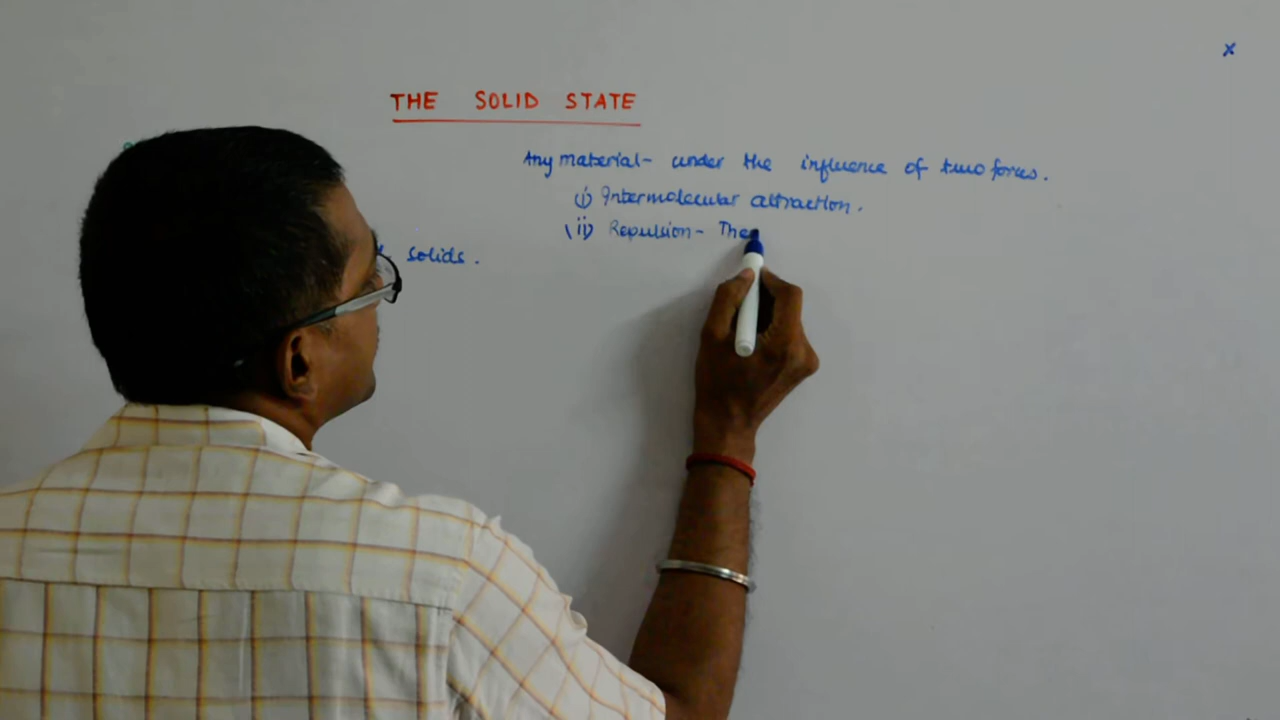 x
THE SOLID STATE
Any material- under the influence of two forces.
(i) Intermolecular attraction.
solids.
(ii) Repulsion- The